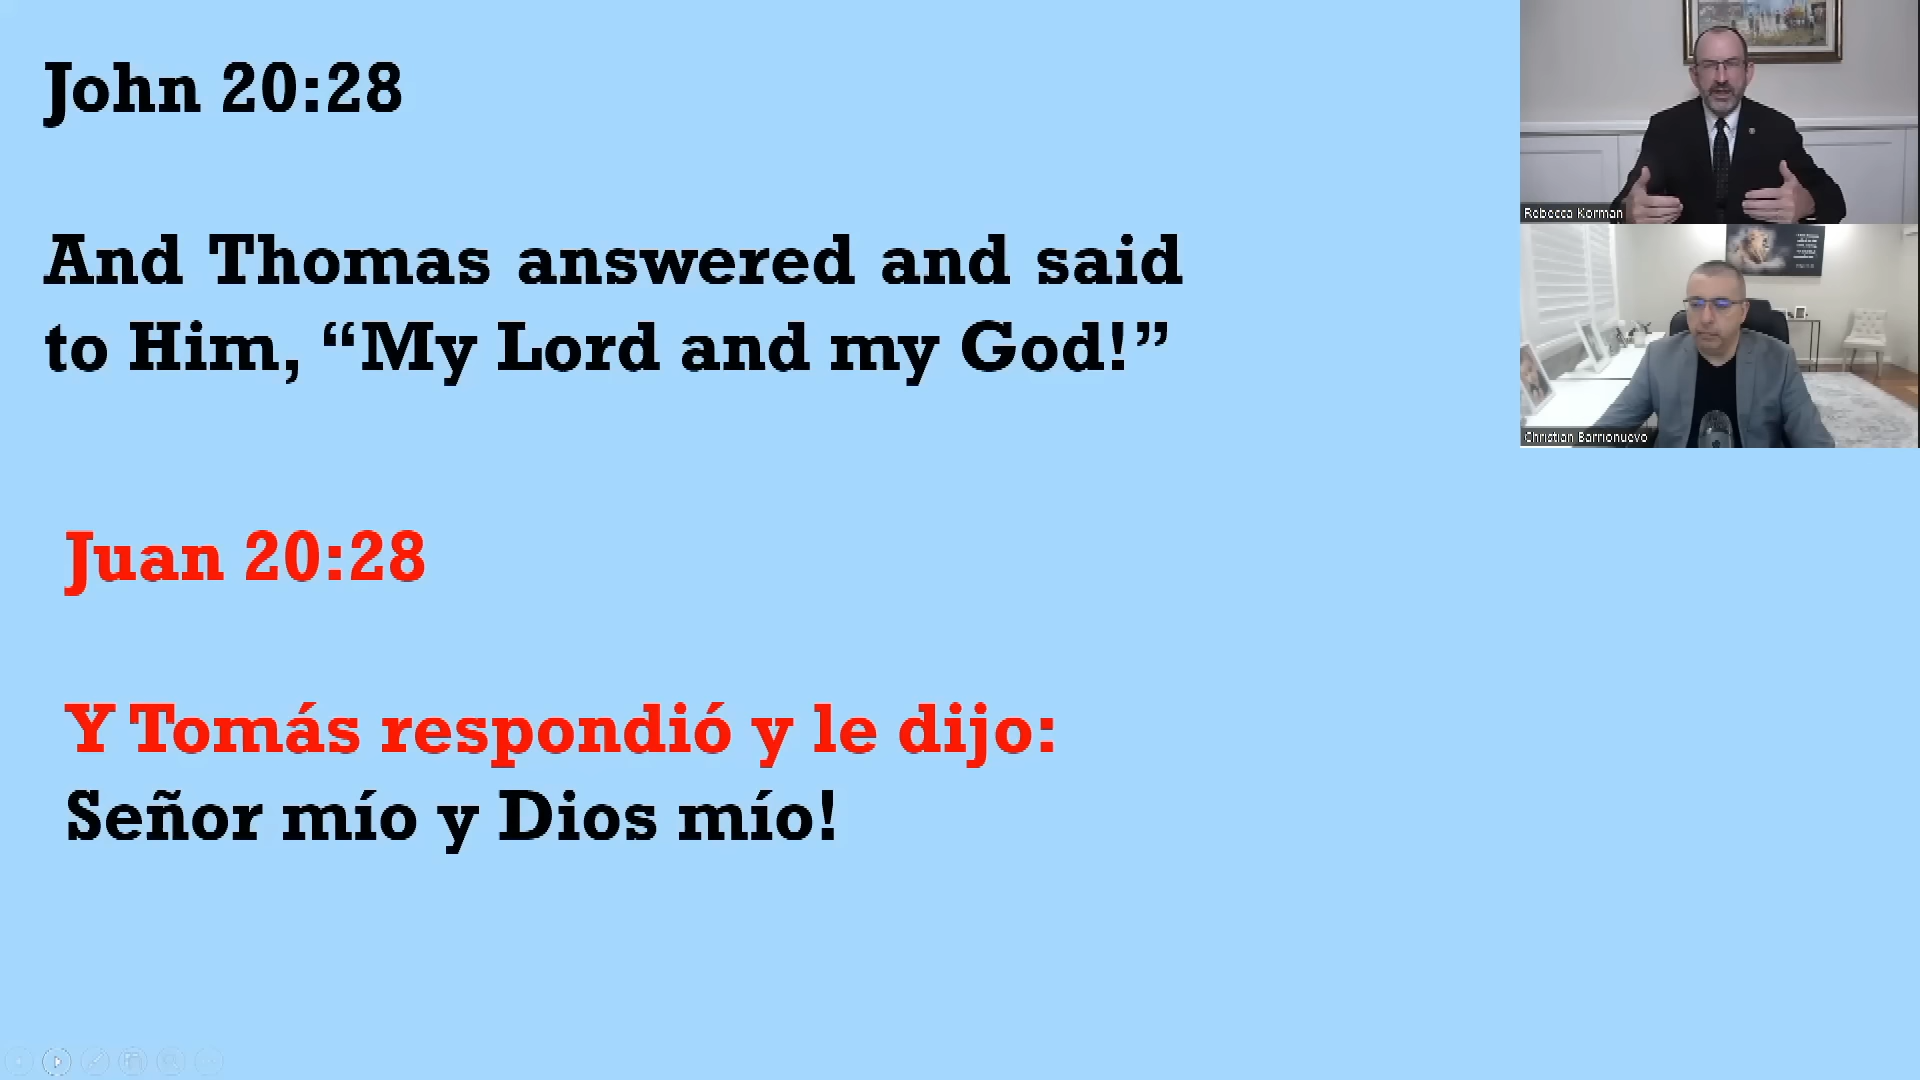 John 20:28
And Thomas answered and said
to Him, “My Lord and my God!”
Juan 20:28
Y Tomás respondió y le dijo:
Señor mío y Dios mío!
Rebecca Korman
Christian Barrionuevo